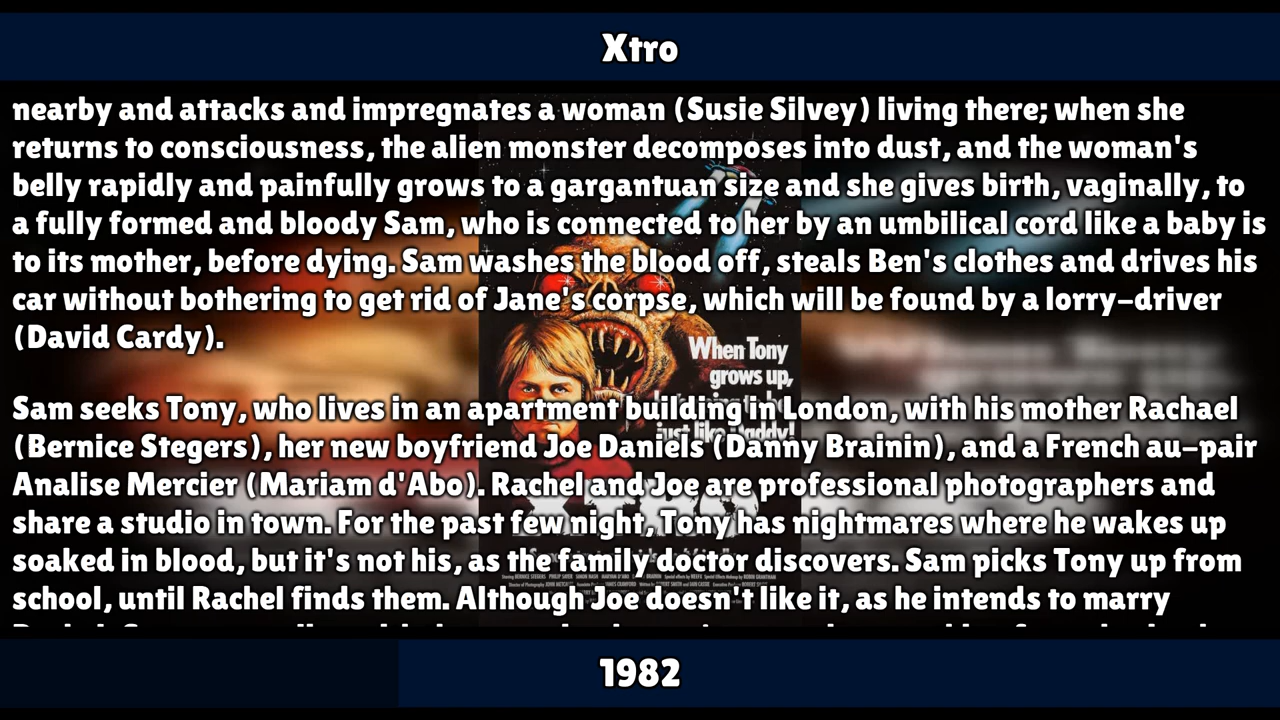 Xtro
nearby and attacks and impregnates a woman (Susie Silvey) living there; when she
returns to consciousness, the alien monster decomposes into dust, and the woman's
belly rapidly and painfully grows to a gargantuan size and she gives birth, vaginally, to
a fully formed and bloody Sam, who is connected to her by an umbilical cord like a baby is
to its mother, before dying. Sam washes the blood off, steals Ben's clothes and drives his
car without bothering to get rid of Jane's corpse, which will be found by a lorry-driver
(David Cardy).
When Tony
grows up,
just like Daddy!
Sam seeks Tony, who lives in an apartment building in London, with his mother Rachael
(Bernice Stegers), her new boyfriend Joe Daniels (Danny Brainin), and a French au-pair
Analise Mercier (Mariam d'Abo). Rachel and Joe are professional photographers and
share a studio in town. For the past few night, Tony has nightmares where he wakes up
soaked in blood, but it's not his, as the family doctor discovers. Sam picks Tony up from
school, until Rachel finds them. Although Joe doesn't like it, as he intends to marry
1982